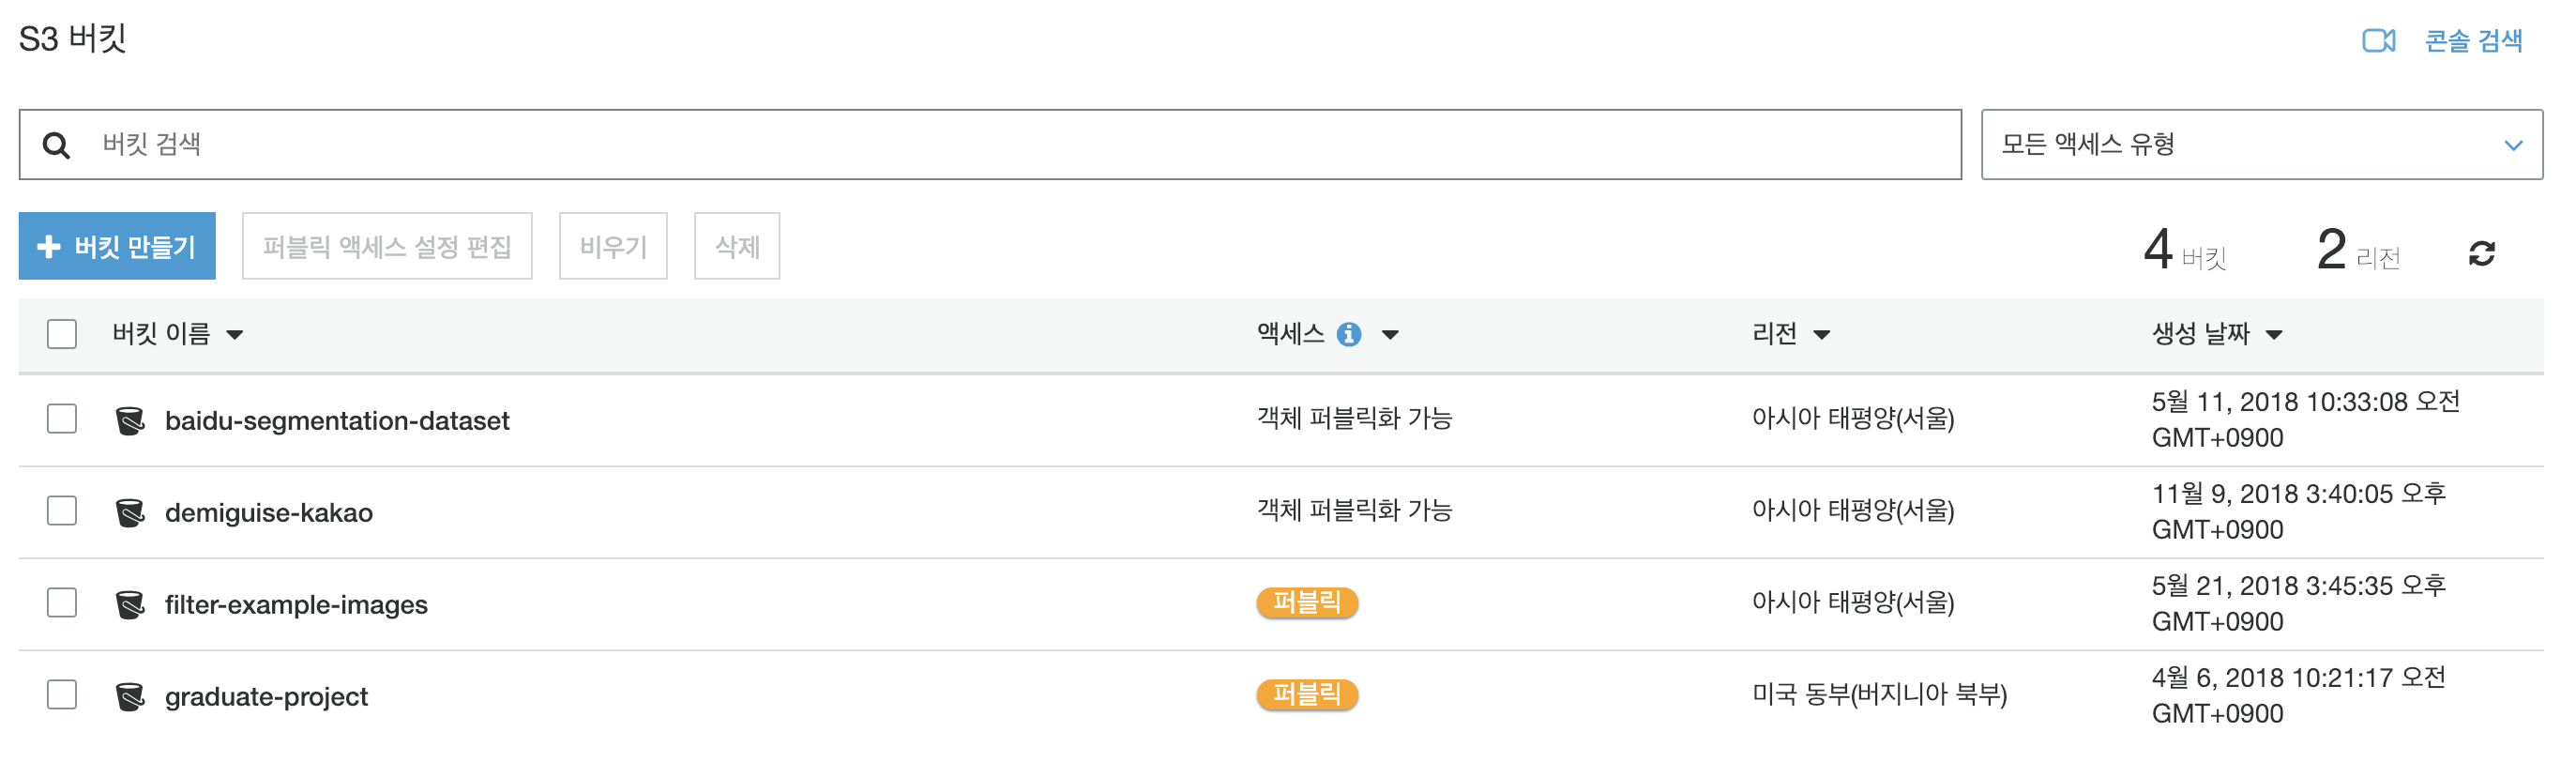 S3 버킷
콘솔 검색
버킷 검색
모든 액세스 유형
버킷 만들기
퍼블릭 액세스 설정 편집
비우기
삭제
4 버킷
2 리전
버킷 이름
액세스
리전
생성 날짜
baidu-segmentation-dataset
객체 퍼블릭화 가능
아시아 태평양(서울)
5월 11, 2018 10:33:08 오전
GMT+0900
demiguise-kakao
객체 퍼블릭화 가능
아시아 태평양(서울)
11월 9, 2018 3:40:05 오후
GMT+0900
filter-example-images
퍼블릭
아시아 태평양(서울)
5월 21, 2018 3:45:35 오후
GMT+0900
graduate-project
퍼블릭
미국 동부(버지니아 북부)
4월 6, 2018 10:21:17 오전
GMT+0900